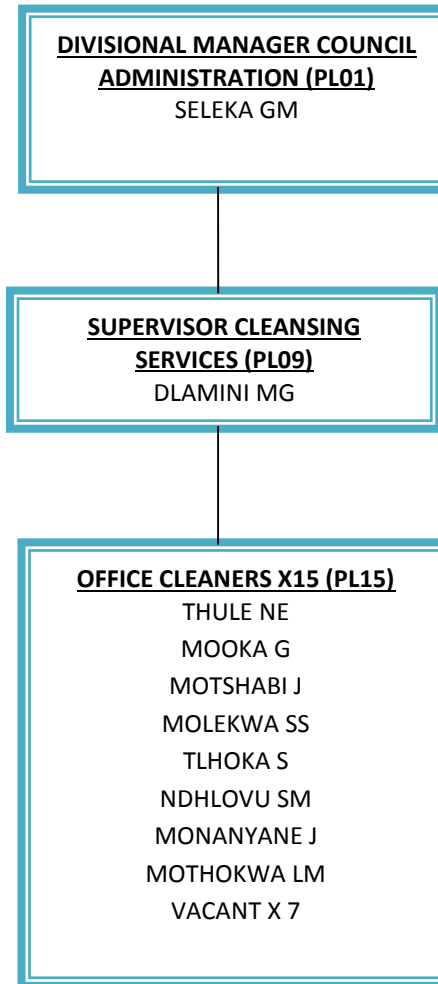 DIVISIONAL MANAGER COUNCIL
ADMINISTRATION (PL01)
SELEKA GM
SUPERVISOR CLEANSING
SERVICES (PL09)
DLAMINI MG
OFFICE CLEANERS X15 (PL15)
THULE NE
MOOKA G
MOTSHABI J
MOLEKWA SS
TLHOKA S
NDHLOVU SM
MONANYANE J
MOTHOKWA LM
VACANT X 7